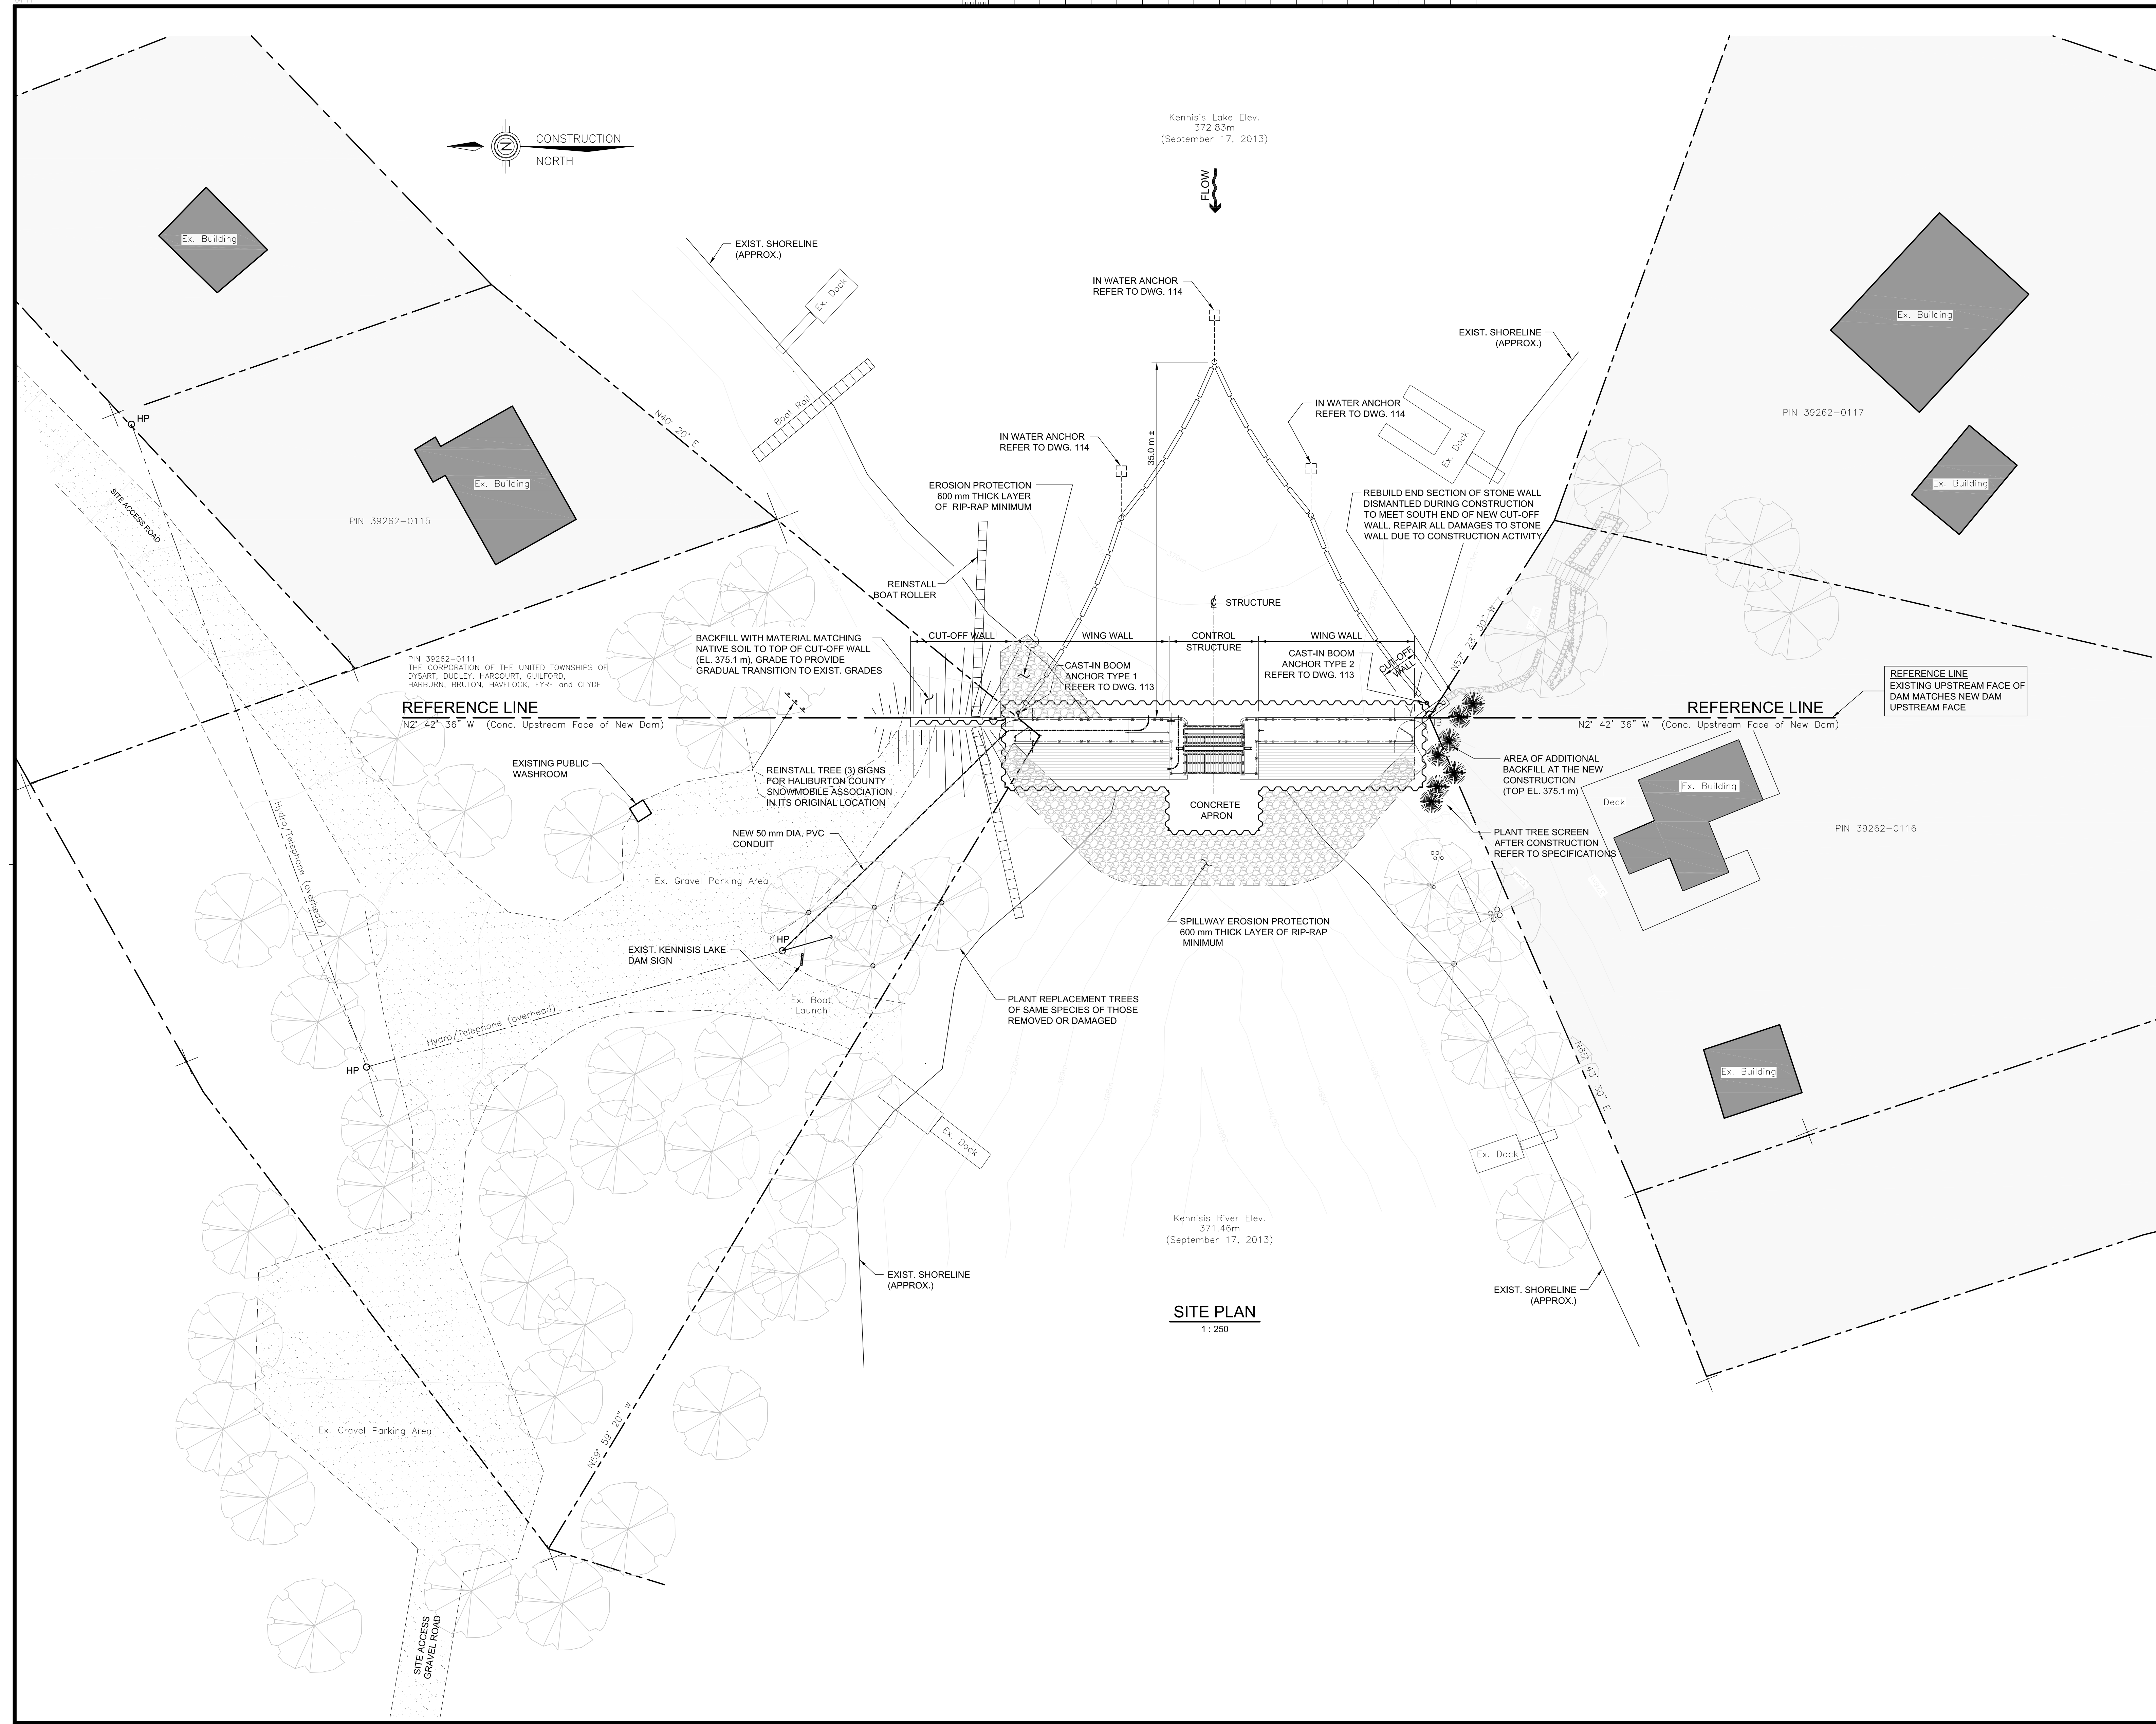 CONSTRUCTION
NORTH
N
Kennisis Lake Elev.
372.83m
(September 17, 2013)
FLOW
Ex. Building
EXIST. SHORELINE
(APPROX.)
Ex. Dock
Boat Rail
N40° 20' E
IN WATER ANCHOR
REFER TO DWG. 114
35.0 m ±
EXIST. SHORELINE
(APPROX.)
IN WATER ANCHOR
REFER TO DWG. 114
IN WATER ANCHOR
REFER TO DWG. 114
Ex. Dock
Ex. Building
PIN 39262-0117
Ex. Building
HP
SITE ACCESS ROAD
Ex. Building
PIN 39262-0115
EROSION PROTECTION
600 mm THICK LAYER
OF RIP-RAP MINIMUM
REBUILD END SECTION OF STONE WALL
DISMANTLED DURING CONSTRUCTION
TO MEET SOUTH END OF NEW CUT-OFF
WALL. REPAIR ALL DAMAGES TO STONE
WALL DUE TO CONSTRUCTION ACTIVITY
REINSTALL
BOAT ROLLER
℄ STRUCTURE
N57° 28' 30" W
BACKFILL WITH MATERIAL MATCHING
NATIVE SOIL TO TOP OF CUT-OFF WALL
(EL. 375.1 m), GRADE TO PROVIDE
GRADUAL TRANSITION TO EXIST. GRADES
CUT-OFF WALL
WING WALL
CONTROL
STRUCTURE
WING WALL
CAST-IN BOOM
ANCHOR TYPE 1
REFER TO DWG. 113
CAST-IN BOOM
ANCHOR TYPE 2
REFER TO DWG. 113
CUT-OFF
WALL
PIN 39262-0111
THE CORPORATION OF THE UNITED TOWNSHIPS OF
DYSART, DUDLEY, HARCOURT, GUILFORD,
HARBURN, BRUTON, HAVELOCK, EYRE and CLYDE
REFERENCE LINE
N2° 42' 36" W (Conc. Upstream Face of New Dam)
REFERENCE LINE
N2° 42' 36" W (Conc. Upstream Face of New Dam)
REFERENCE LINE
EXISTING UPSTREAM FACE OF
DAM MATCHES NEW DAM
UPSTREAM FACE
EXISTING PUBLIC
WASHROOM
REINSTALL TREE (3) SIGNS
FOR HALIBURTON COUNTY
SNOWMOBILE ASSOCIATION
IN ITS ORIGINAL LOCATION
AREA OF ADDITIONAL
BACKFILL AT THE NEW
CONSTRUCTION
(TOP EL. 375.1 m)
Deck
Ex. Building
PIN 39262-0116
CONCRETE
APRON
Hydro/Telephone (overhead)
NEW 50 mm DIA. PVC
CONDUIT
PLANT TREE SCREEN
AFTER CONSTRUCTION
REFER TO SPECIFICATIONS
Ex. Gravel Parking Area
SPILLWAY EROSION PROTECTION
600 mm THICK LAYER OF RIP-RAP
MINIMUM
HP
EXIST. KENNISIS LAKE
DAM SIGN
Ex. Boat
Launch
PLANT REPLACEMENT TREES
OF SAME SPECIES OF THOSE
REMOVED OR DAMAGED
Hydro/Telephone (overhead)
HP
N65° 43' 30" E
Ex. Building
Ex. Dock
Ex. Dock
Kennisis River Elev.
371.46m
(September 17, 2013)
EXIST. SHORELINE
(APPROX.)
EXIST. SHORELINE
(APPROX.)
SITE PLAN
1 : 250
Ex. Gravel Parking Area
N59° 59' 20" W
SITE ACCESS
GRAVEL ROAD